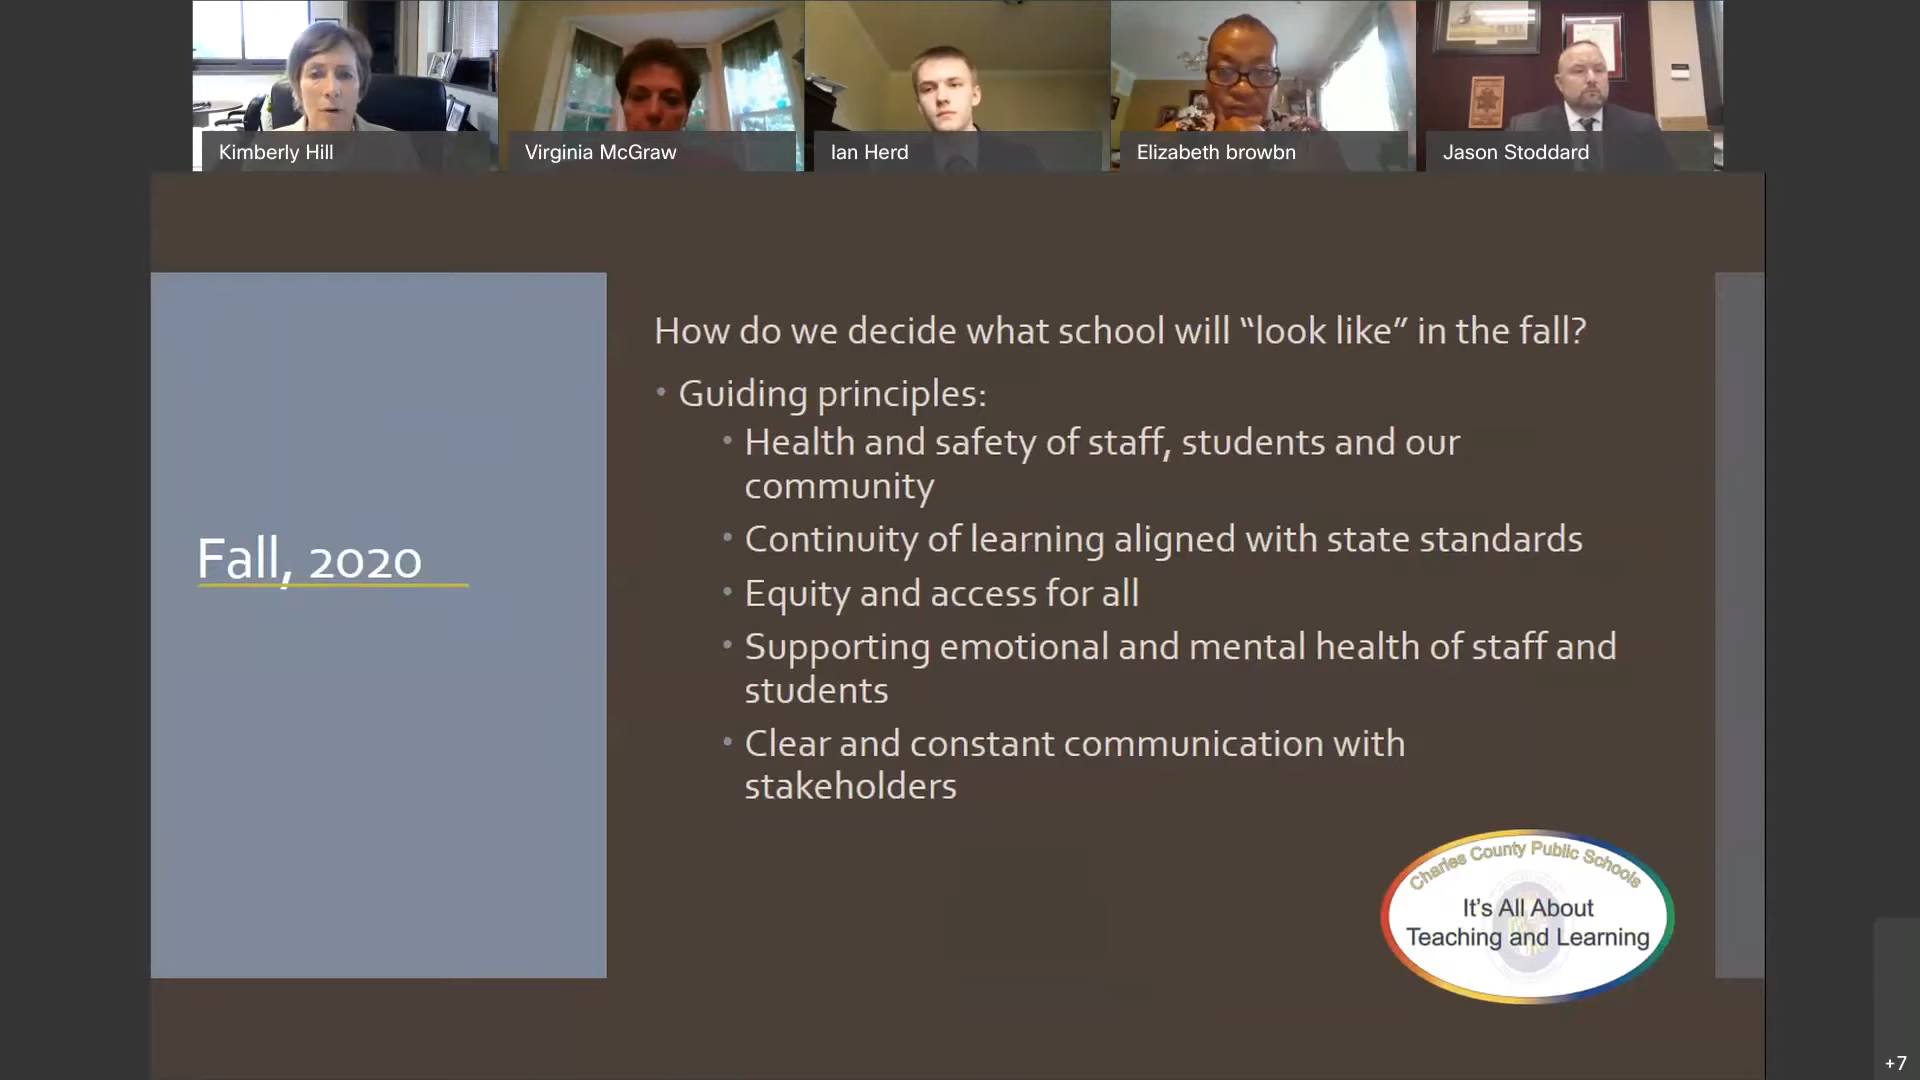 Kimberly Hill
Virginia McGraw
Ian Herd
Elizabeth browbn
Jason Stoddard
Fall, 2020
How do we decide what school will “look like” in the fall?
• Guiding principles:
• Health and safety of staff, students and our
community
• Continuity of learning aligned with state standards
• Equity and access for all
• Supporting emotional and mental health of staff and
students
• Clear and constant communication with
stakeholders
Charles County Public Schools
It's All About
Teaching and Learning
+7